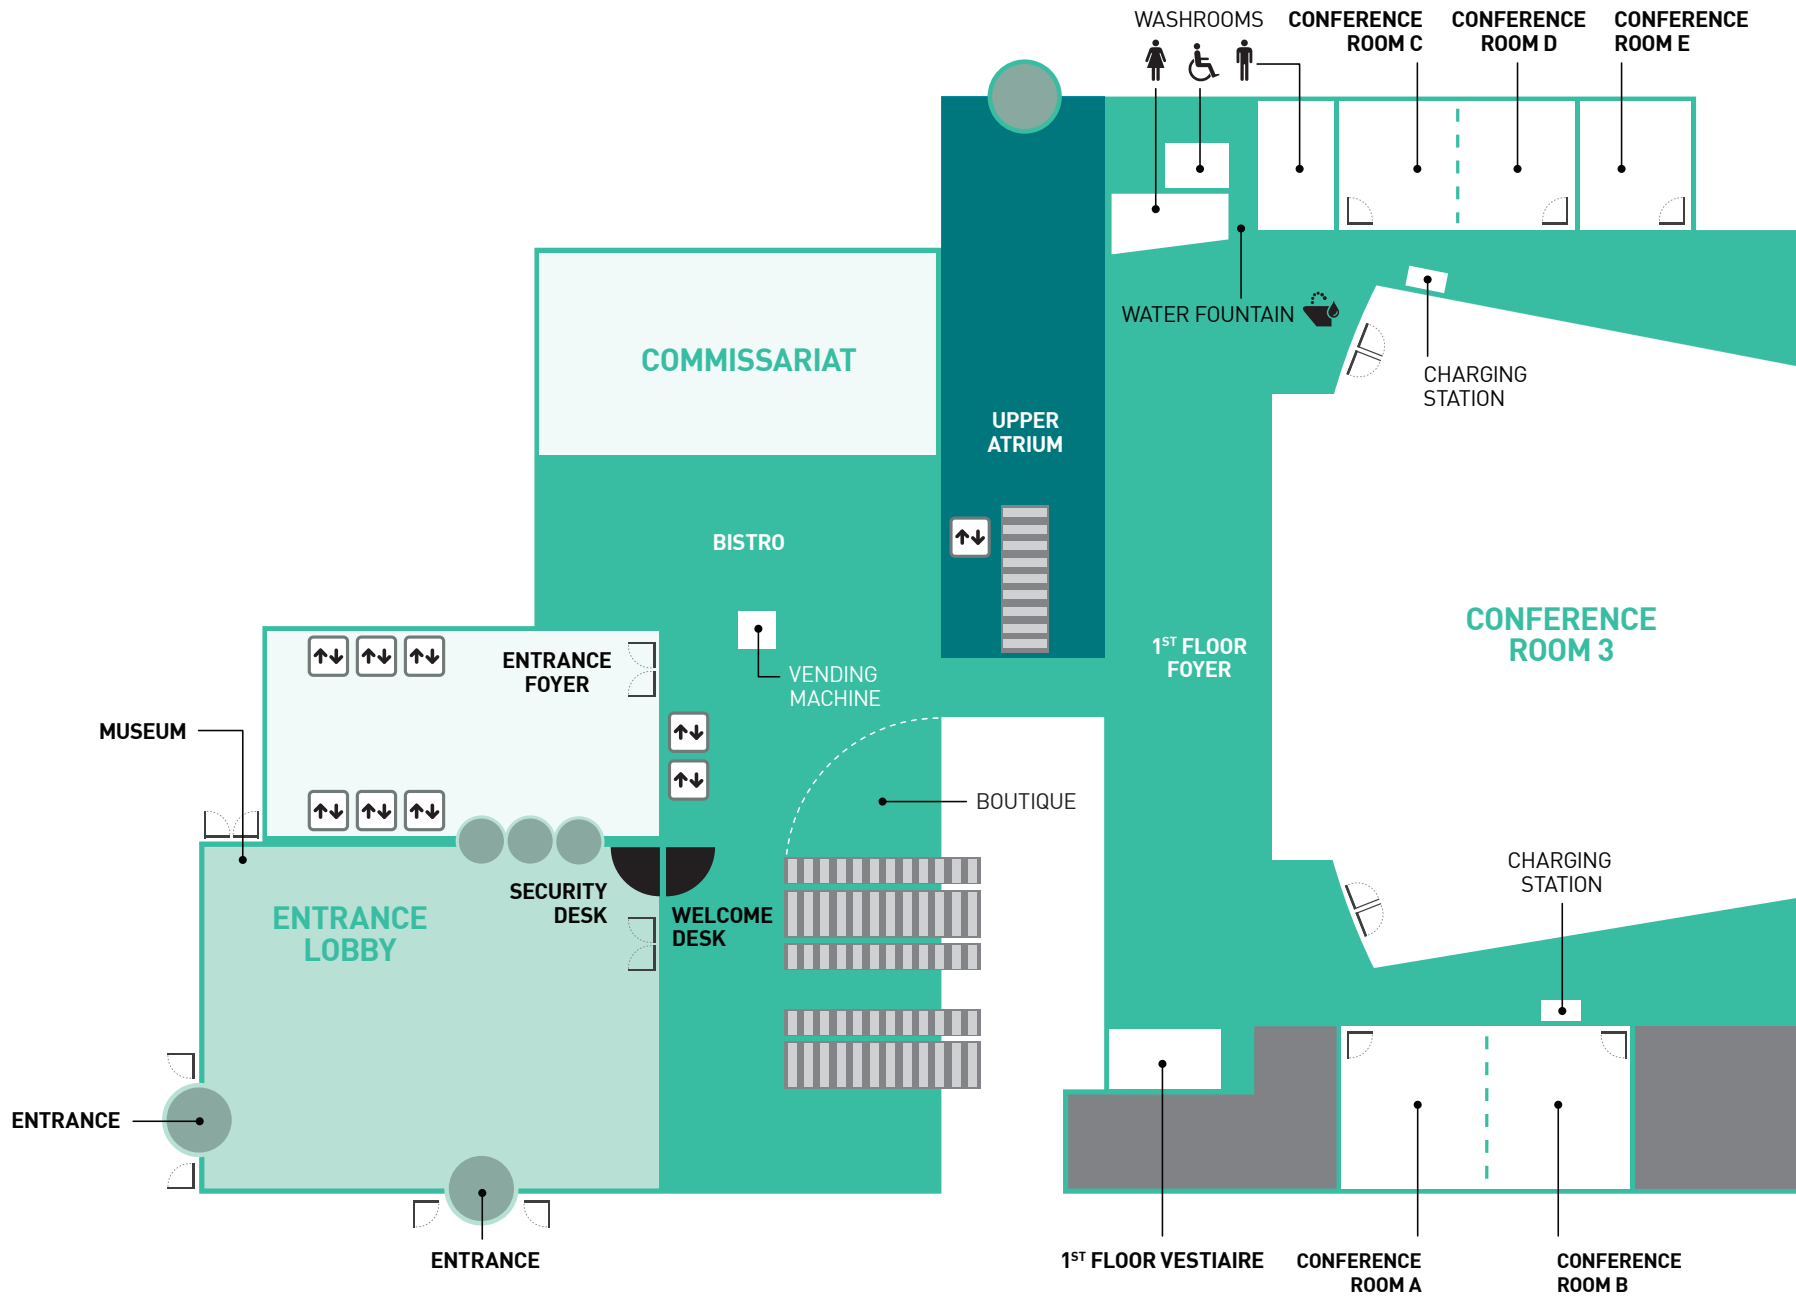 WASHROOMS
CONFERENCE
ROOM C
CONFERENCE
ROOM D
CONFERENCE
ROOM E
WATER FOUNTAIN
COMMISSARIAT
CHARGING
STATION
UPPER
ATRIUM
BISTRO
CONFERENCE
ROOM 3
1ST FLOOR
FOYER
ENTRANCE
FOYER
VENDING
MACHINE
MUSEUM
BOUTIQUE
CHARGING
STATION
SECURITY
DESK
WELCOME
DESK
ENTRANCE
LOBBY
ENTRANCE
ENTRANCE
1ST FLOOR VESTIAIRE
CONFERENCE
ROOM A
CONFERENCE
ROOM B